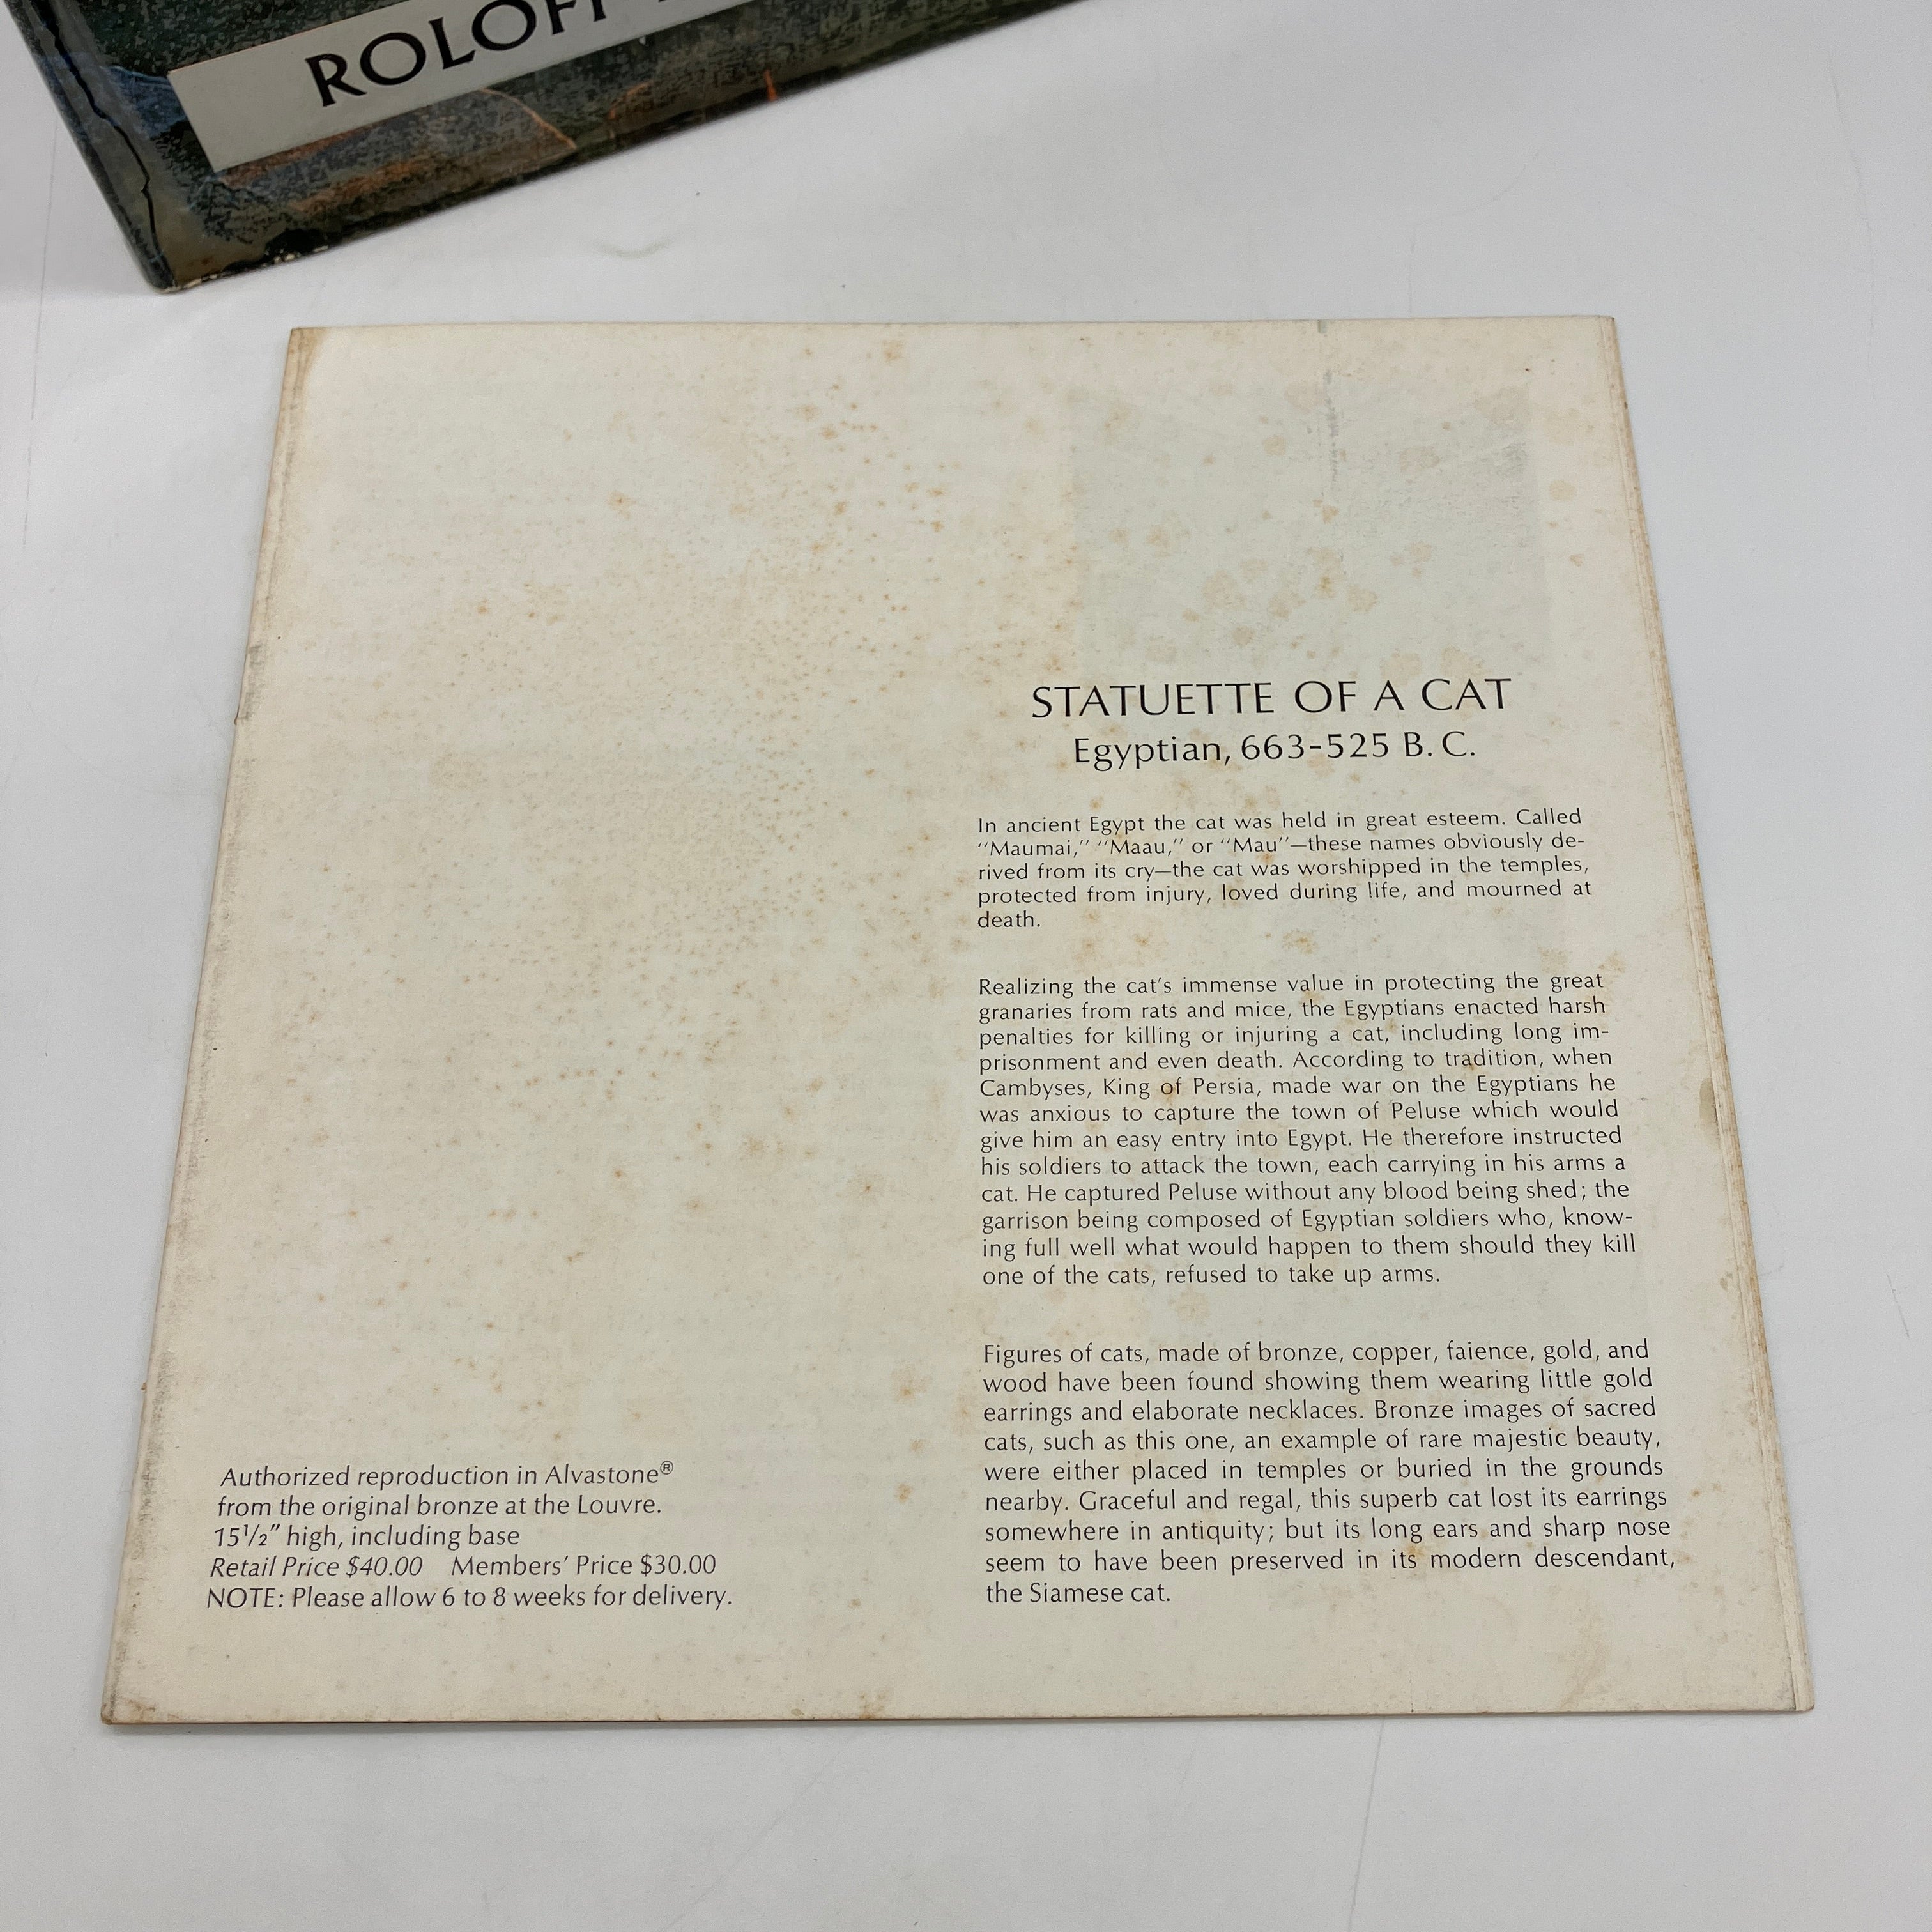 ROLOFF
STATUETTE OF A CAT
Egyptian, 663-525 B. C.
In ancient Egypt the cat was held in great esteem. Called
“Maumai,” “Maau,” or “Mau”—these names obviously de-
rived from its cry—the cat was worshipped in the temples,
protected from injury, loved during life, and mourned at
death.
Realizing the cat's immense value in protecting the great
granaries from rats and mice, the Egyptians enacted harsh
penalties for killing or injuring a cat, including long im-
prisonment and even death. According to tradition, when
Cambyses, King of Persia, made war on the Egyptians he
was anxious to capture the town of Peluse which would
give him an easy entry into Egypt. He therefore instructed
his soldiers to attack the town, each carrying in his arms a
cat. He captured Peluse without any blood being shed; the
garrison being composed of Egyptian soldiers who, know-
ing full well what would happen to them should they kill
one of the cats, refused to take up arms.
Figures of cats, made of bronze, copper, faience, gold, and
wood have been found showing them wearing little gold
earrings and elaborate necklaces. Bronze images of sacred
cats, such as this one, an example of rare majestic beauty,
were either placed in temples or buried in the grounds
nearby. Graceful and regal, this superb cat lost its earrings
somewhere in antiquity; but its long ears and sharp nose
seem to have been preserved in its modern descendant,
the Siamese cat.
Authorized reproduction in Alvastone®
from the original bronze at the Louvre.
15½" high, including base
Retail Price $40.00 Members' Price $30.00
NOTE: Please allow 6 to 8 weeks for delivery.